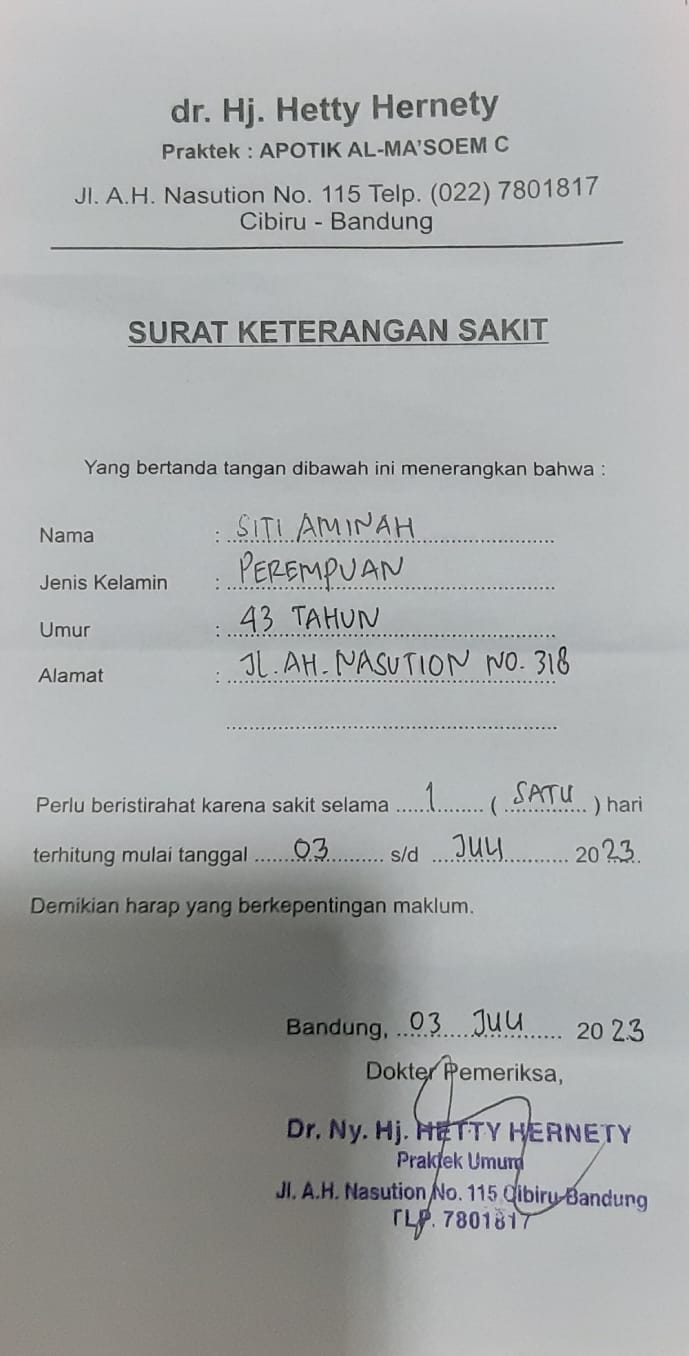 dr. Hj. Hetty Hernety
Praktek : APOTIK AL-MA'SOEM C
Jl. A.H. Nasution No. 115 Telp. (022) 7801817
Cibiru - Bandung
SURAT KETERANGAN SAKIT
Yang bertanda tangan dibawah ini menerangkan bahwa :
Nama : SITI AMINAH
Jenis Kelamin : PEREMPUAN
Umur : 43 TAHUN
Alamat : JL. AH. NASUTION NO. 318
Perlu beristirahat karena sakit selama 1 ( SATU ) hari
terhitung mulai tanggal 03 s/d JULI 2023.
Demikian harap yang berkepentingan maklum.
Bandung, 03 JULI 2023
Dokter Pemeriksa,
Dr. Ny. Hj. HETTY HERNETY
Praktek Umum
Jl. A.H. Nasution No. 115 Cibiru-Bandung
TLP. 7801817